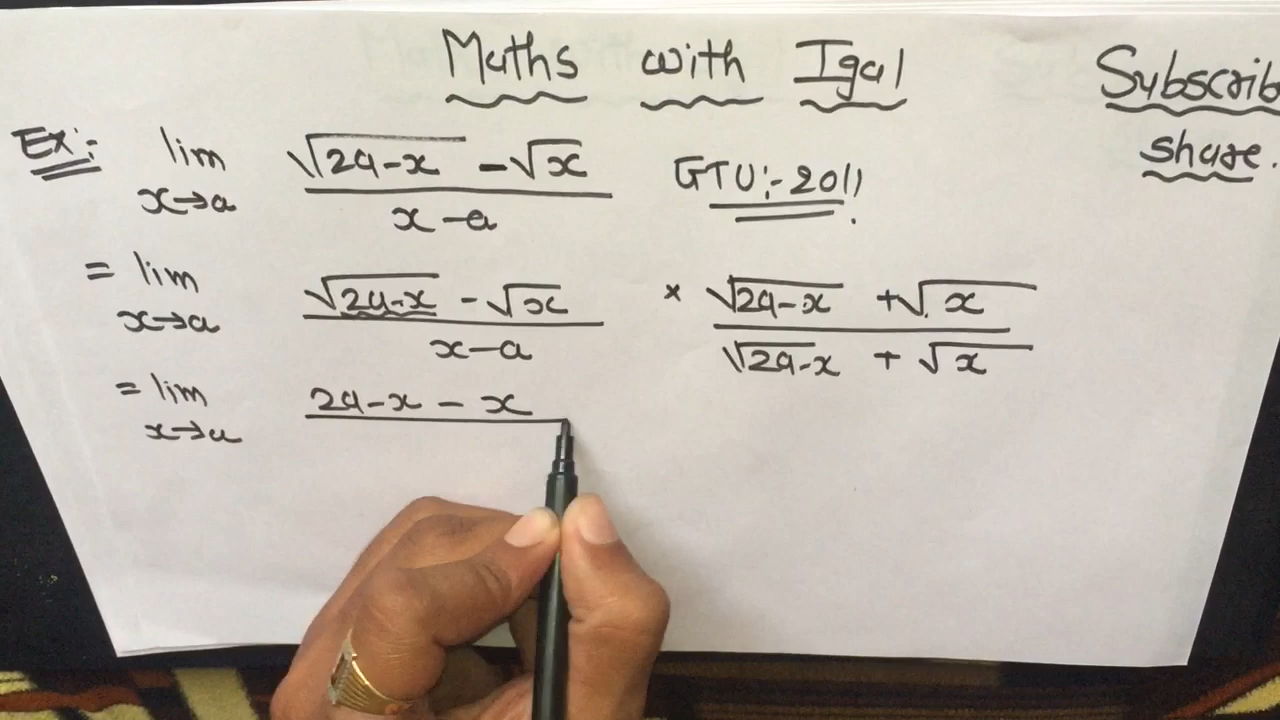 Maths with Igal
Subscrib
share.
Ex:- lim x→a (√(2a-x) - √x) / (x-a) GTU:-2011
= lim x→a (√(2a-x) - √x) / (x-a) × (√(2a-x) + √x) / (√(2a-x) + √x)
= lim x→a 2a-x - x